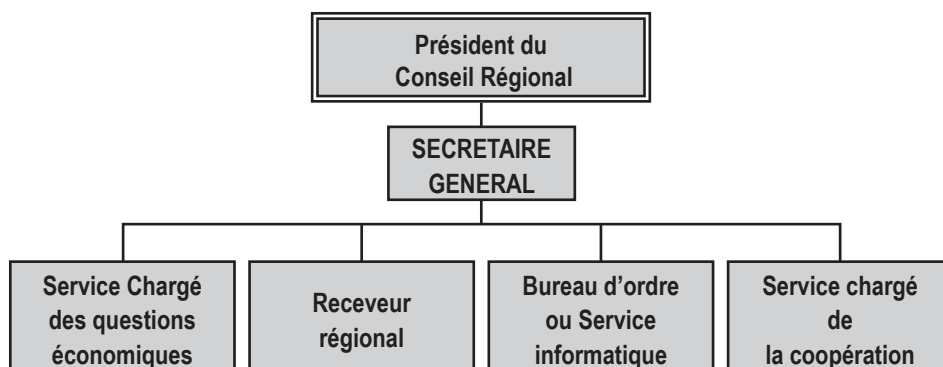 Président du
Conseil Régional
SECRETAIRE
GENERAL
Service Chargé
des questions
économiques
Receveur
régional
Bureau d’ordre
ou Service
informatique
Service chargé
de
la coopération